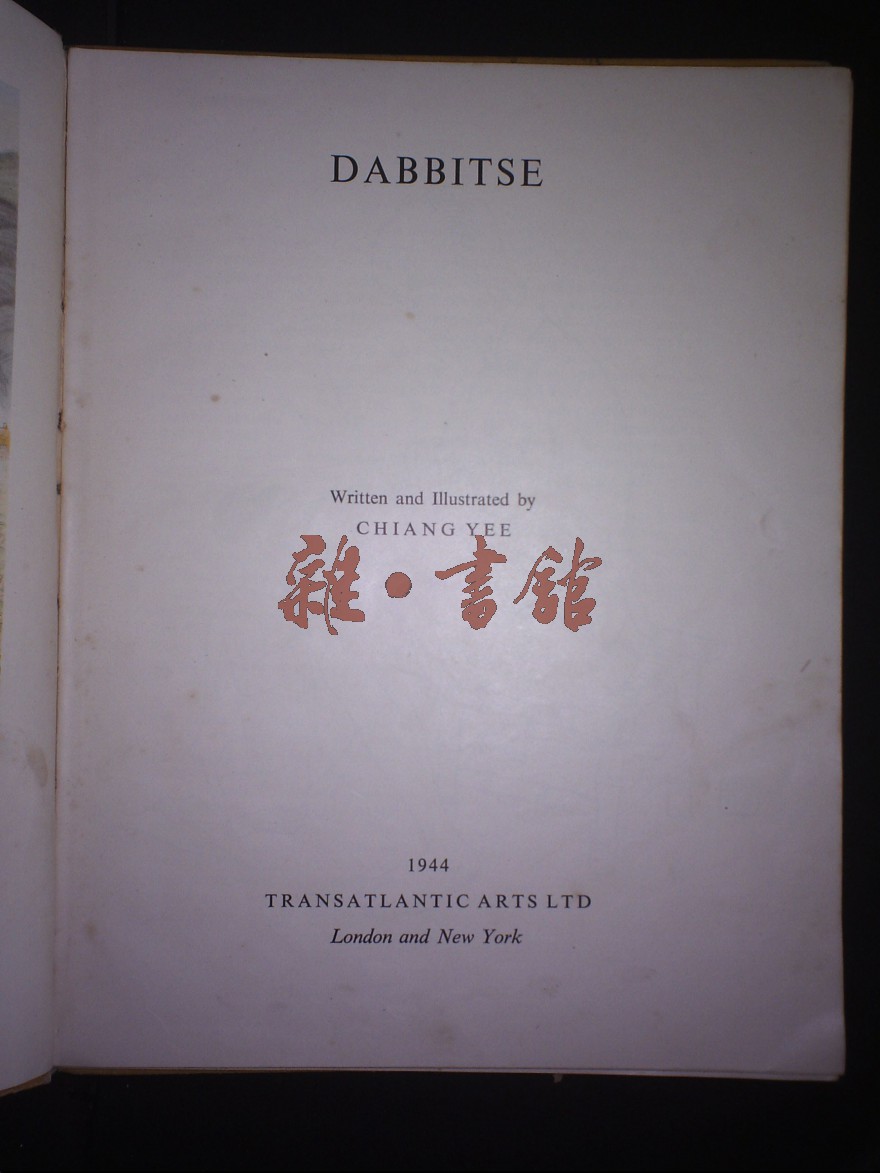 DABBITSE
Written and Illustrated by
CHIANG YEE
雜·書館
1944
TRANSATLANTIC ARTS LTD
London and New York